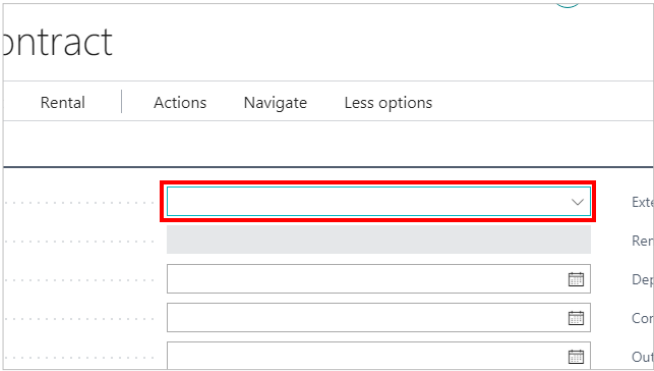 ontract
Rental
Actions
Navigate
Less options
Exte
Ren
Dep
Con
Out